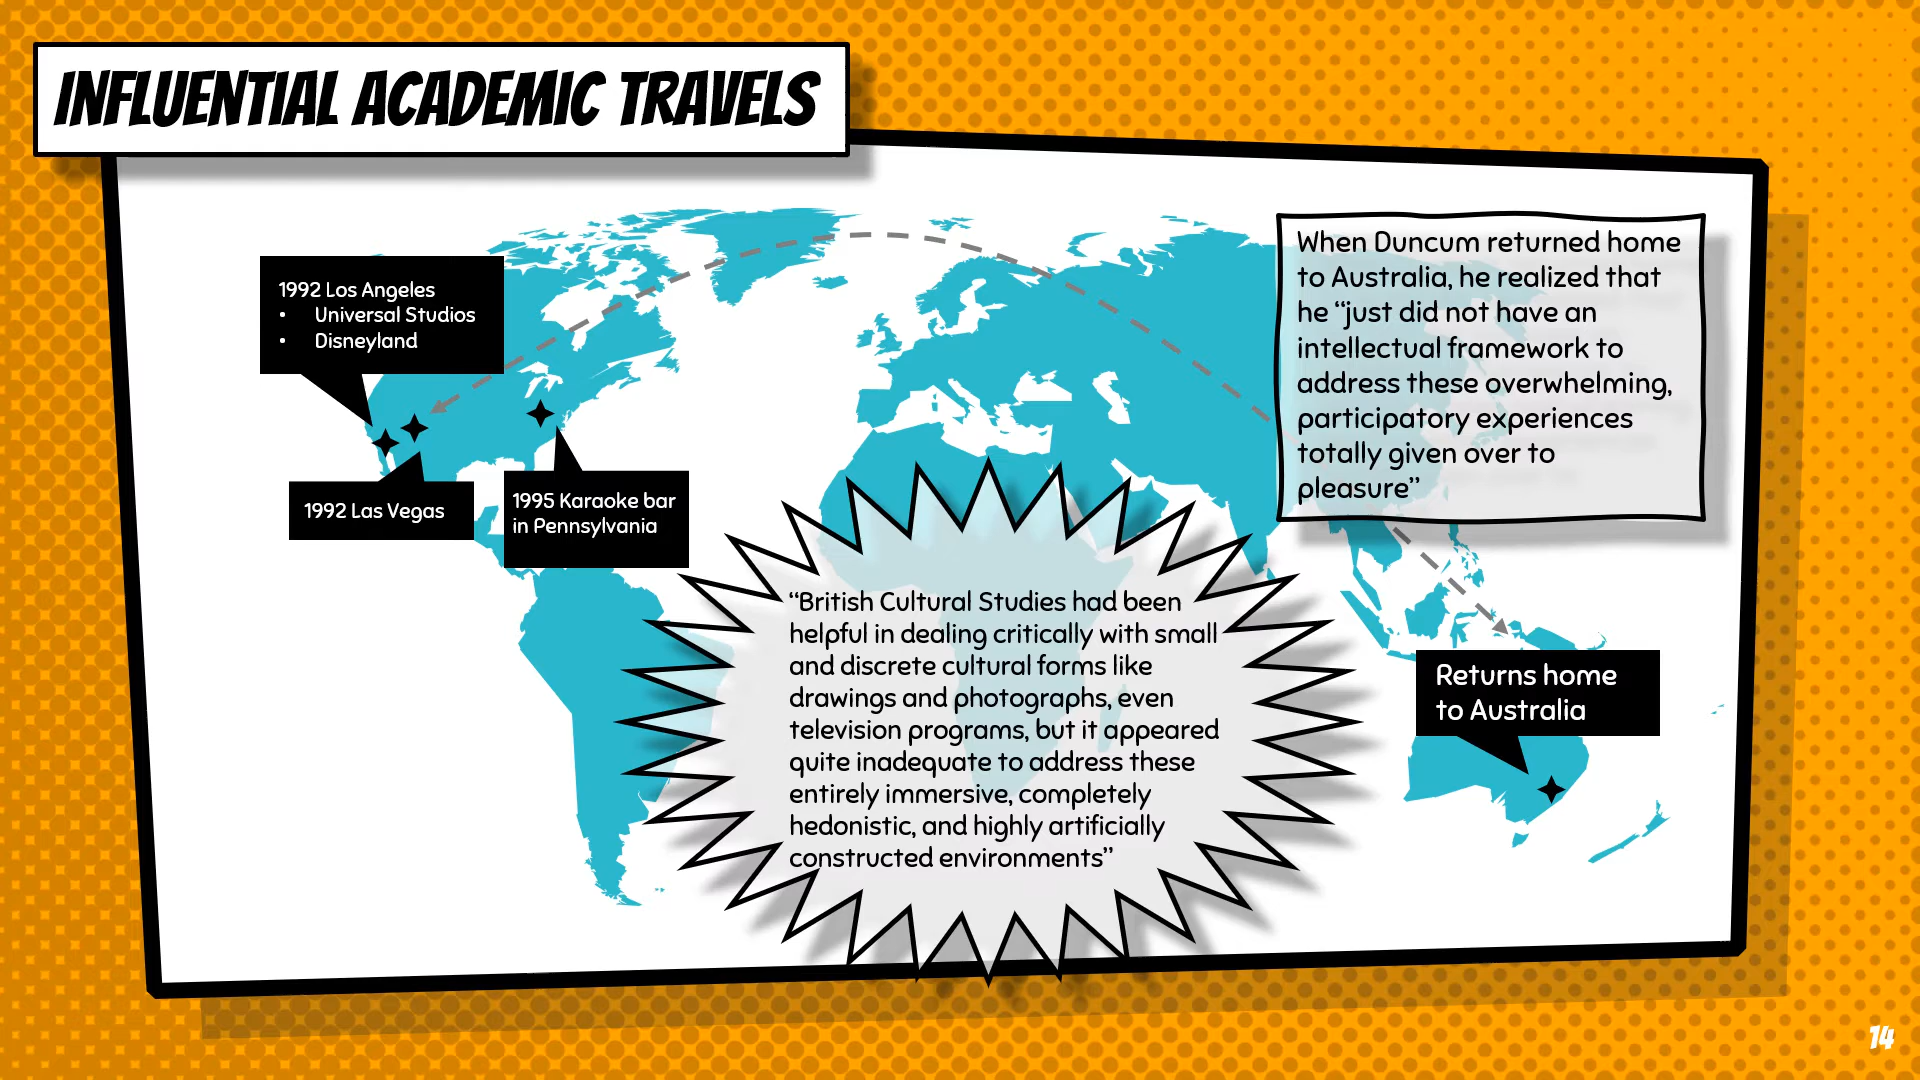 INFLUENTIAL ACADEMIC TRAVELS
1992 Los Angeles
• Universal Studios
• Disneyland
1992 Las Vegas
1995 Karaoke bar
in Pennsylvania
When Duncum returned home
to Australia, he realized that
he “just did not have an
intellectual framework to
address these overwhelming,
participatory experiences
totally given over to
pleasure”
“British Cultural Studies had been
helpful in dealing critically with small
and discrete cultural forms like
drawings and photographs, even
television programs, but it appeared
quite inadequate to address these
entirely immersive, completely
hedonistic, and highly artificially
constructed environments”
Returns home
to Australia
14